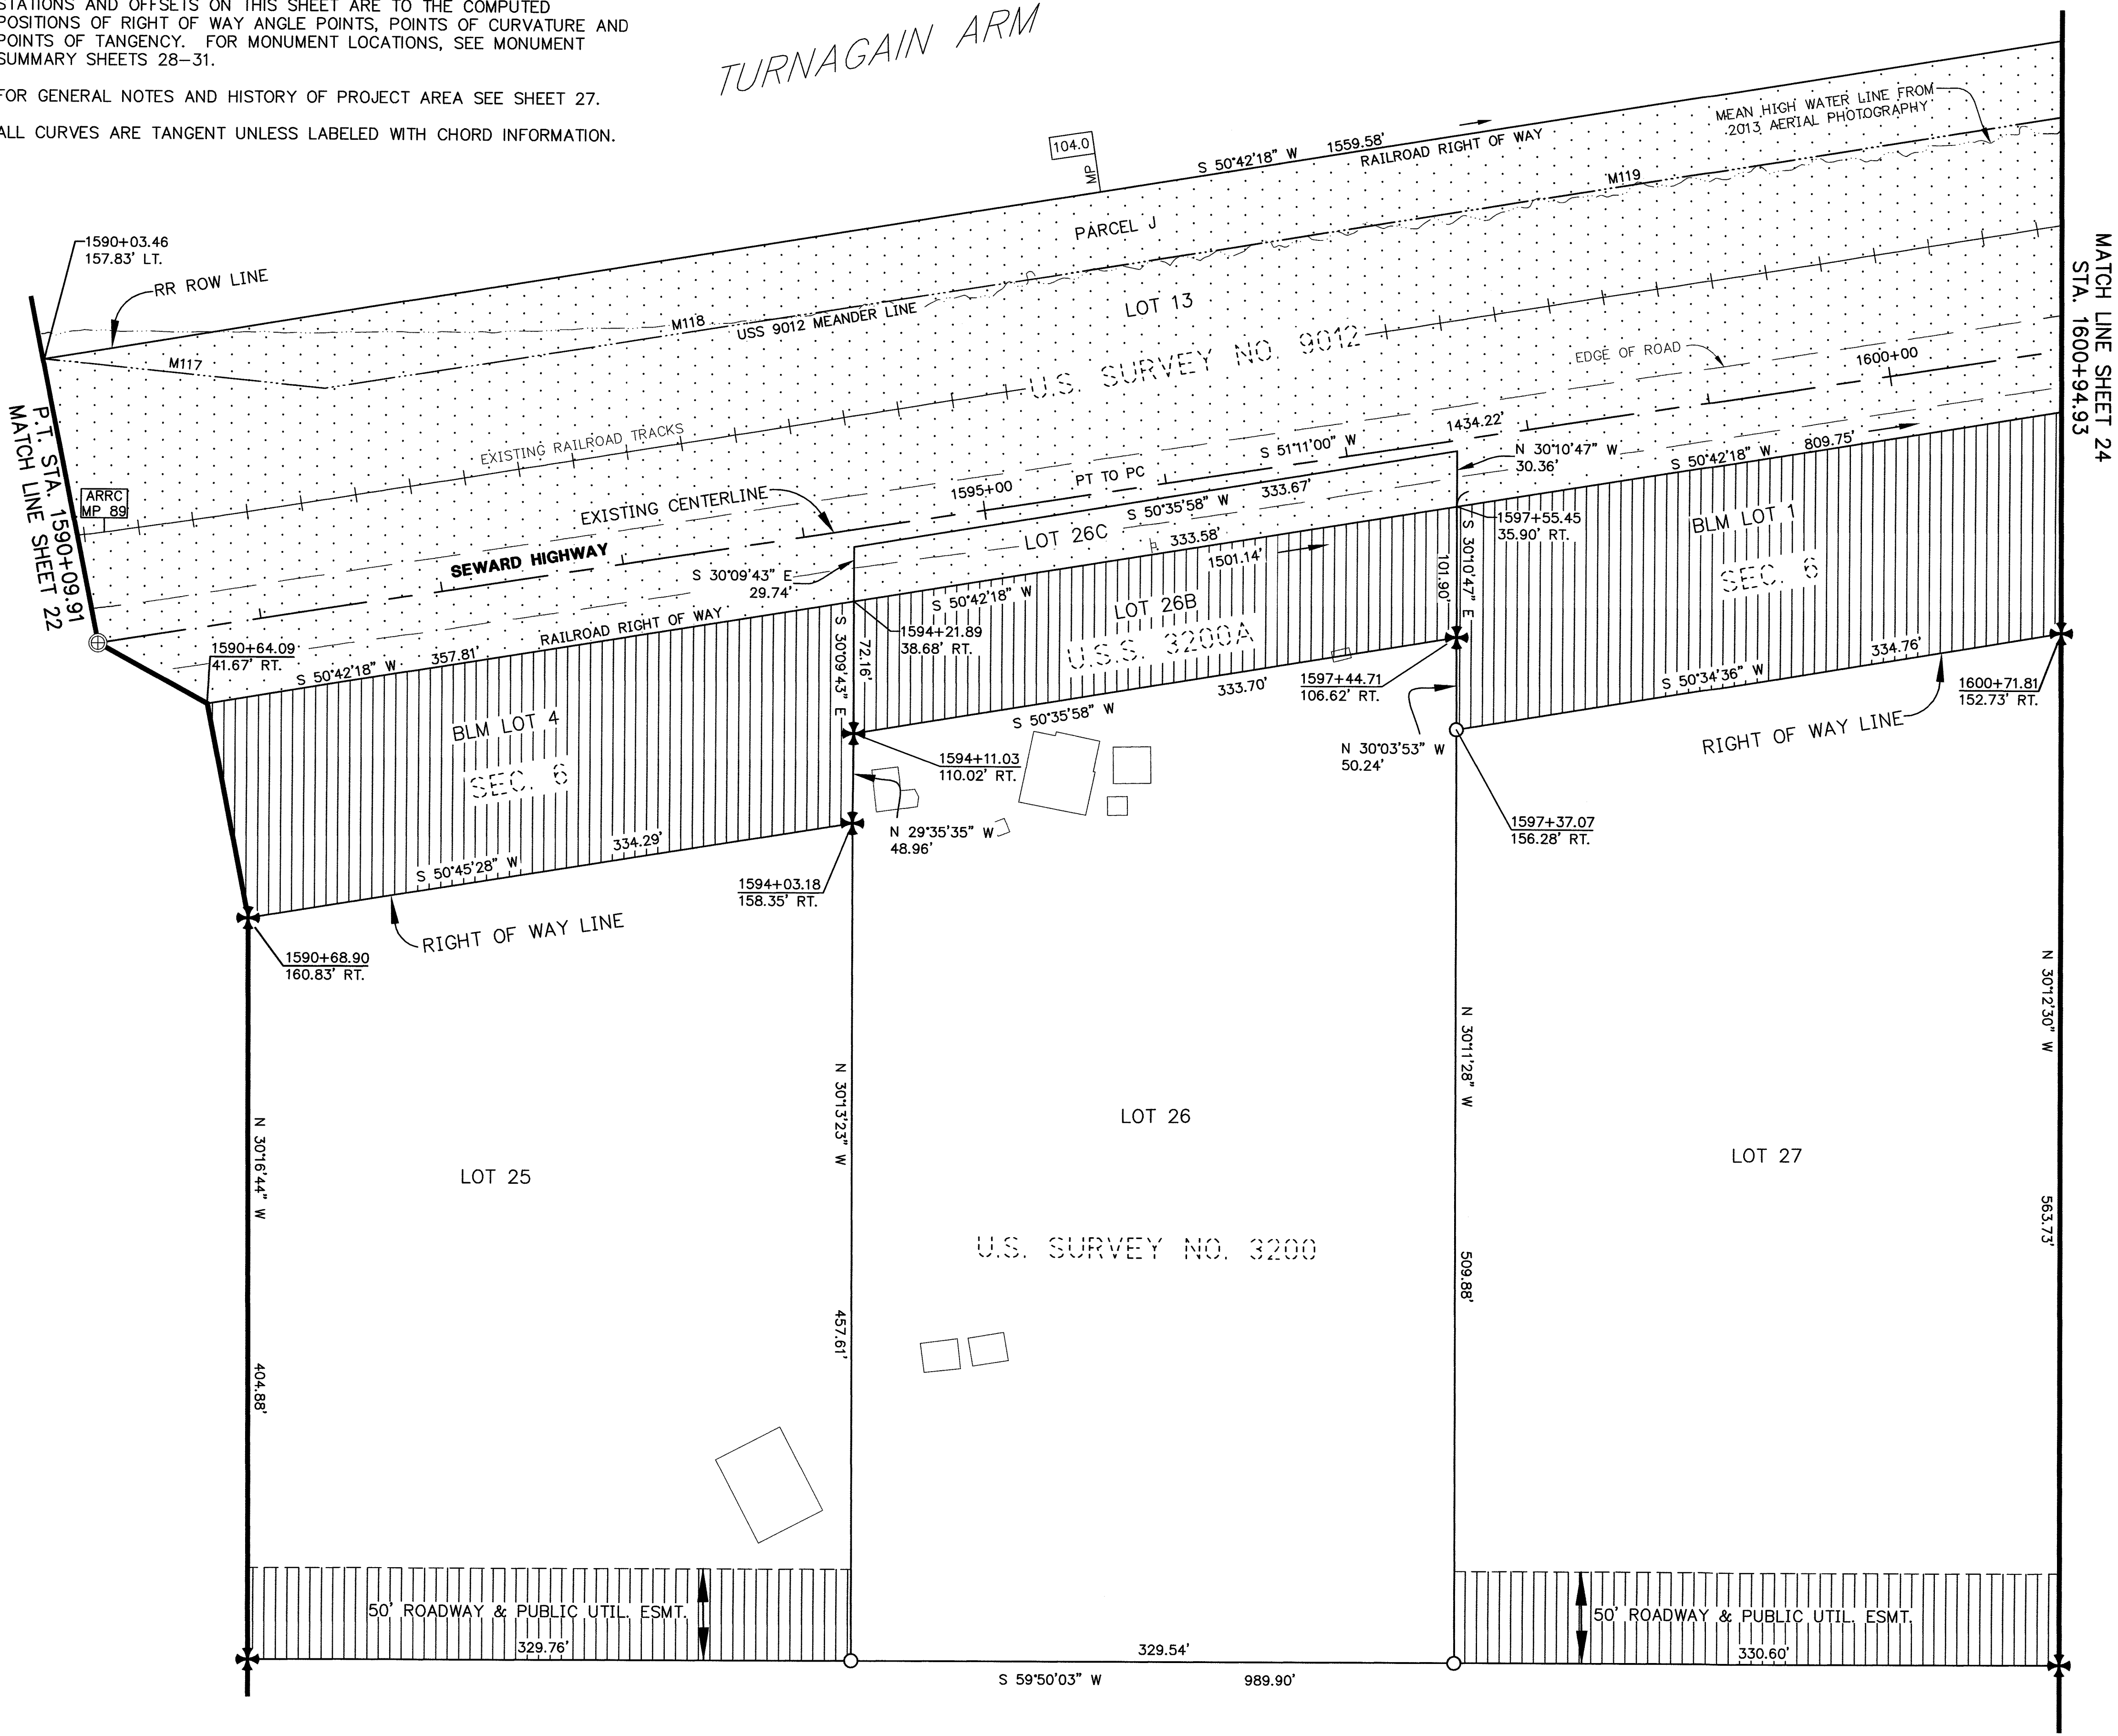 STATIONS AND OFFSETS ON THIS SHEET ARE TO THE COMPUTED
POSITIONS OF RIGHT OF WAY ANGLE POINTS, POINTS OF CURVATURE AND
POINTS OF TANGENCY. FOR MONUMENT LOCATIONS, SEE MONUMENT
SUMMARY SHEETS 28-31.
FOR GENERAL NOTES AND HISTORY OF PROJECT AREA SEE SHEET 27.
ALL CURVES ARE TANGENT UNLESS LABELED WITH CHORD INFORMATION.
TURNAGAIN ARM
104.0
MP
S 50°42'18" W 1559.58'
RAILROAD RIGHT OF WAY
MEAN HIGH WATER LINE FROM
2013 AERIAL PHOTOGRAPHY
M119
PARCEL J
MATCH LINE SHEET 24
STA. 1600+94.93
1590+03.46
157.83' LT.
RR ROW LINE
M118
USS 9012 MEANDER LINE
M117
LOT 13
U.S. SURVEY NO. 9012
EDGE OF ROAD
1600+00
EXISTING RAILROAD TRACKS
P.T. STA. 1590+09.91
MATCH LINE SHEET 22
ARRC
MP 89
EXISTING CENTERLINE
SEWARD HIGHWAY
1595+00
PT TO PC
S 51°11'00" W
1434.22'
N 30°10'47" W
30.36'
S 50°42'18" W
809.75'
S 50°35'58" W
333.67'
LOT 26C
333.58'
1501.14'
S 30°09'43" E
29.74'
1597+55.45
35.90' RT.
BLM LOT 1
SEC. 6
RAILROAD RIGHT OF WAY
S 50°42'18" W
1594+21.89
38.68' RT.
LOT 26B
U.S.S. 3200A
101.90'
S 30°10'47" E
1590+64.09
41.67' RT.
S 50°42'18" W
357.81'
S 30°09'43" E
72.16'
333.70'
S 50°35'58" W
1597+44.71
106.62' RT.
S 50°34'36" W
334.76'
1600+71.81
152.73' RT.
RIGHT OF WAY LINE
BLM LOT 4
SEC. 6
1594+11.03
110.02' RT.
N 30°03'53" W
50.24'
N 29°35'35" W
48.96'
1597+37.07
156.28' RT.
S 50°45'28" W
334.29'
1594+03.18
158.35' RT.
RIGHT OF WAY LINE
1590+68.90
160.83' RT.
N 30°16'44" W
404.88'
N 30°13'23" W
457.61'
N 30°11'28" W
509.88'
N 30°12'30" W
563.73'
LOT 25
LOT 26
LOT 27
U.S. SURVEY NO. 3200
50' ROADWAY & PUBLIC UTIL. ESMT.
329.76'
329.54'
50' ROADWAY & PUBLIC UTIL. ESMT.
330.60'
S 59°50'03" W
989.90'